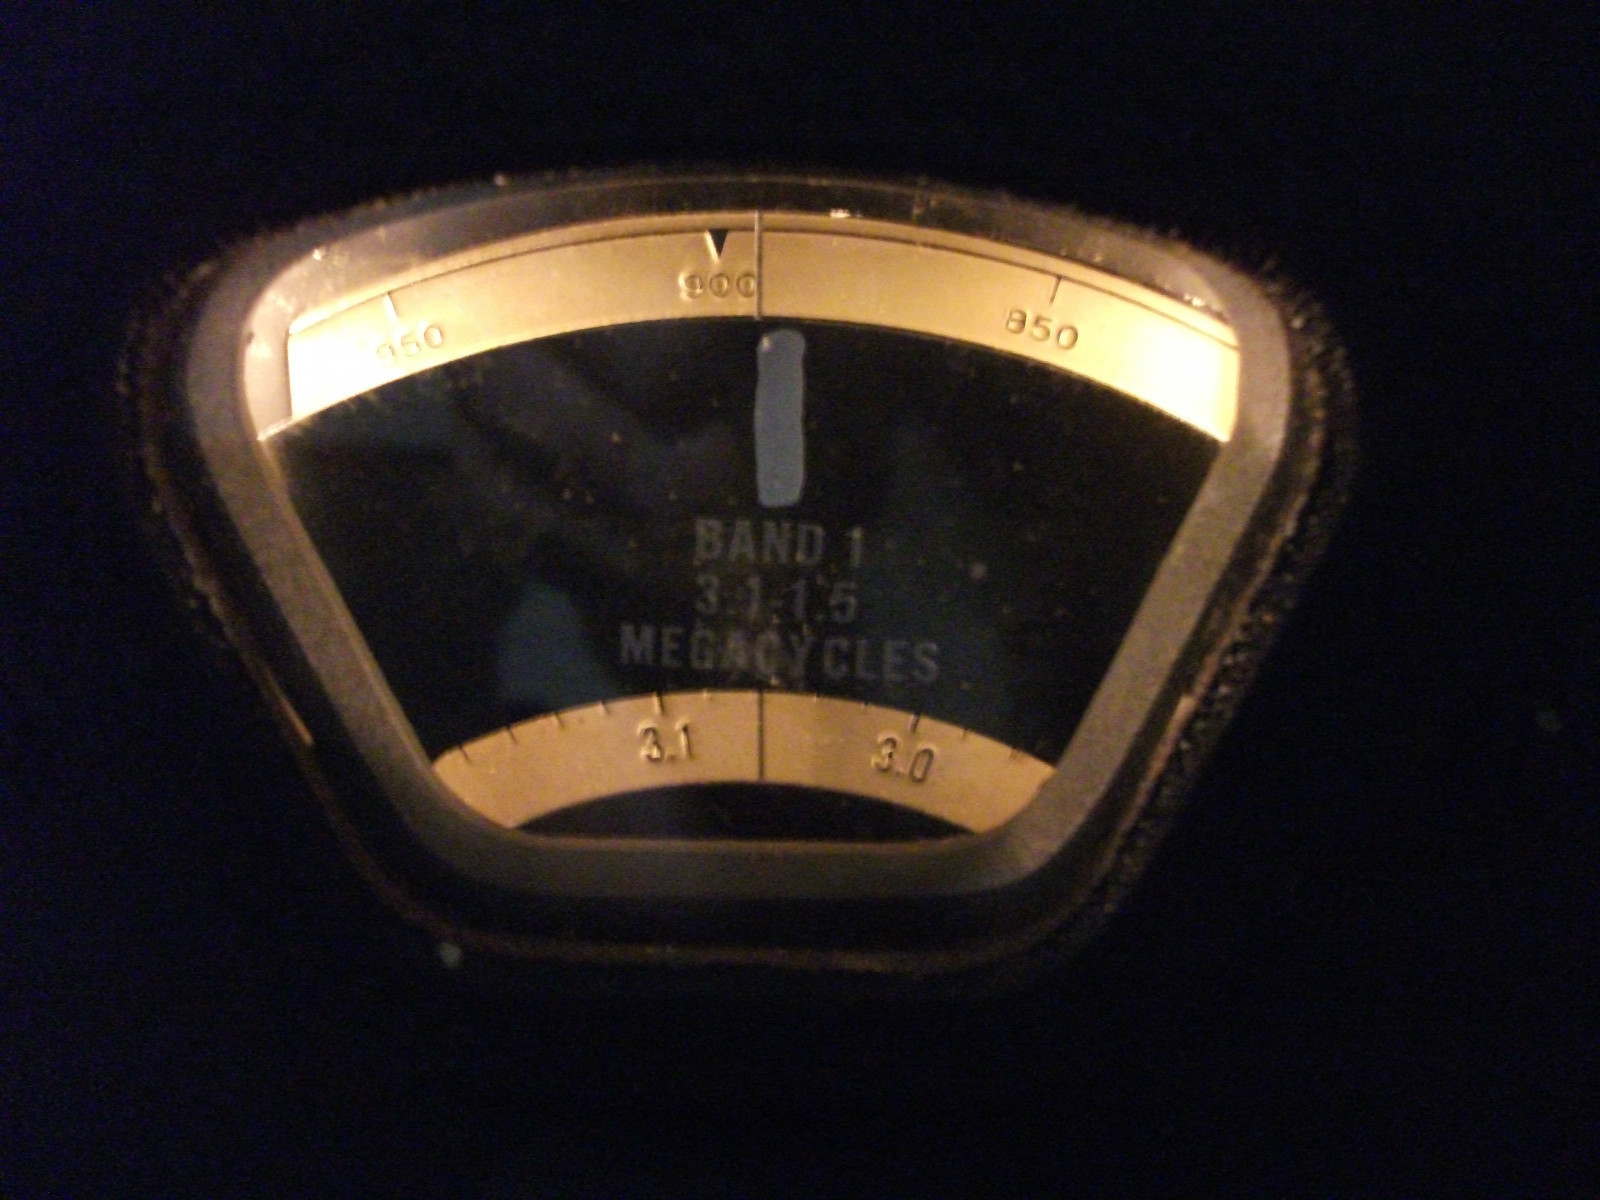 950 900 850
BAND 1
3.1-1.5
MEGACYCLES
3.1 3.0